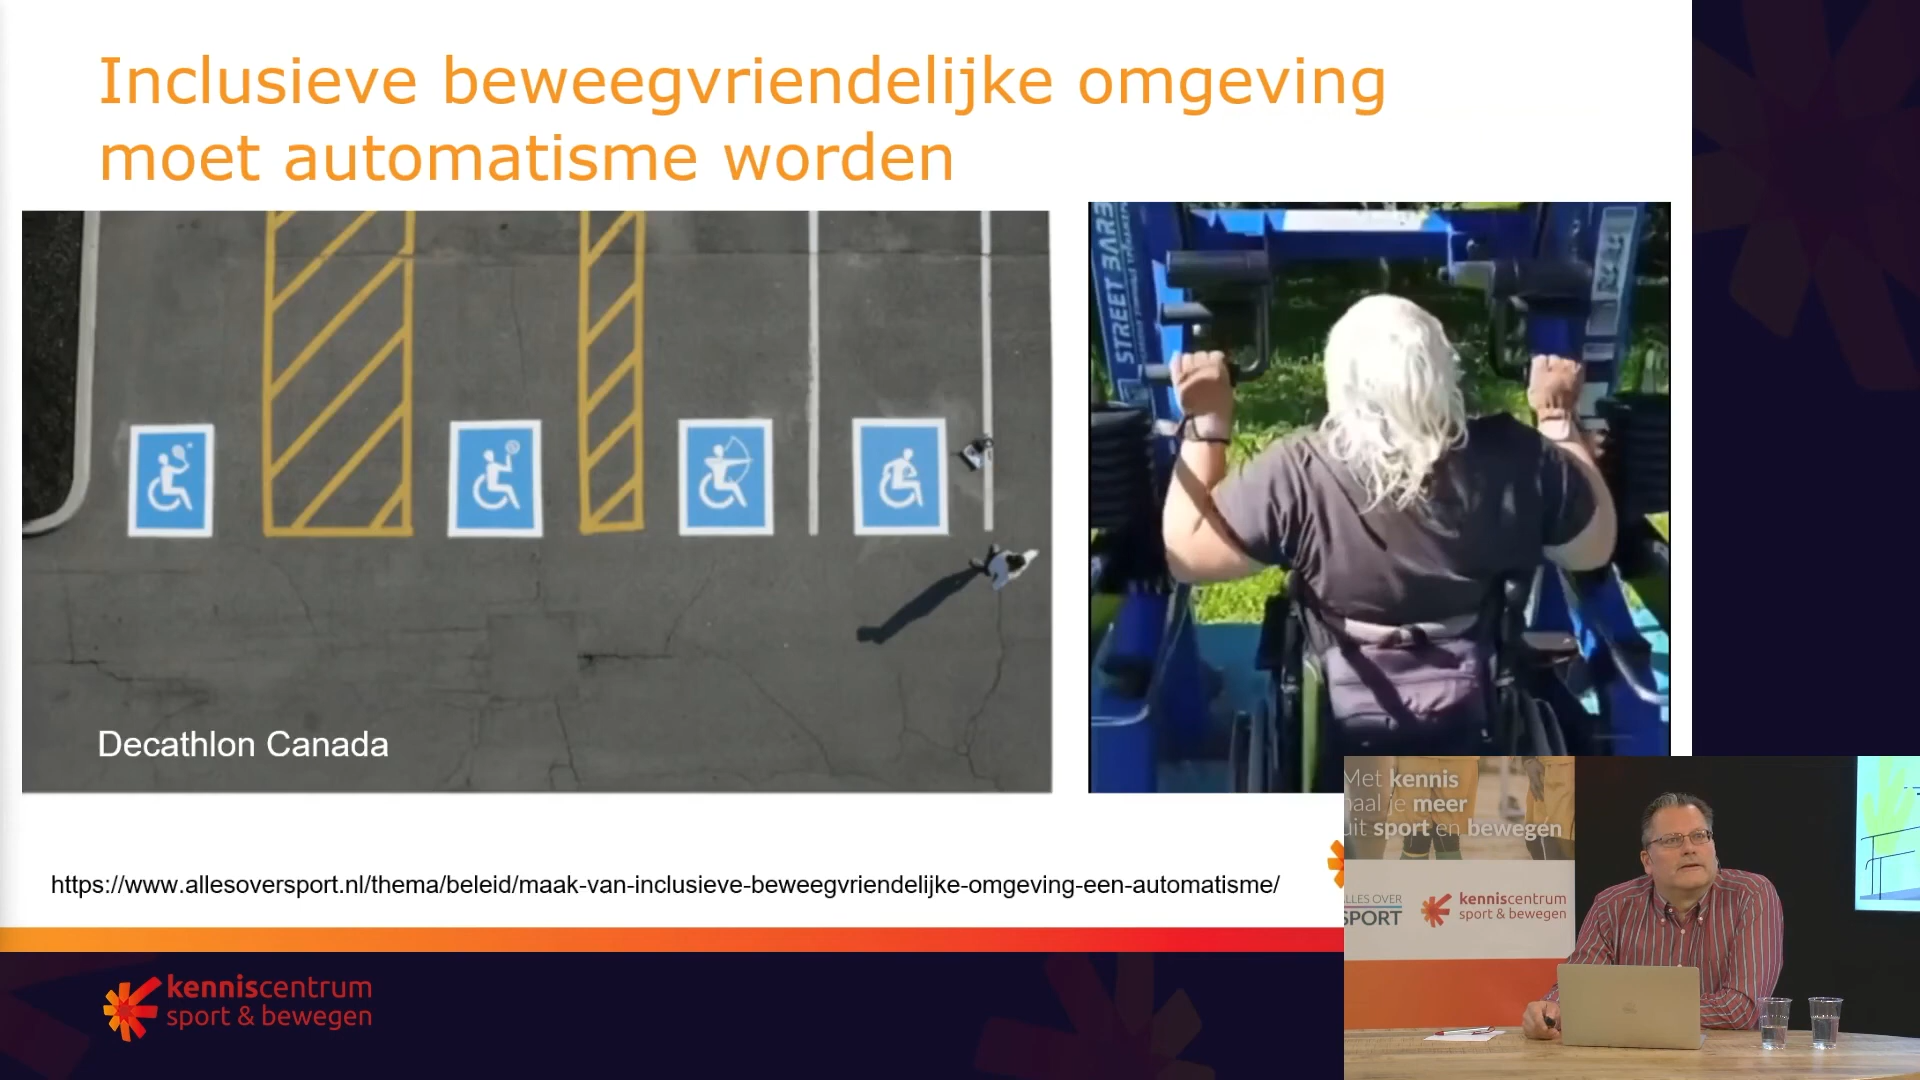 Inclusieve beweegvriendelijke omgeving
moet automatisme worden
STREET BARB
Decathlon Canada
https://www.allesoversport.nl/thema/beleid/maak-van-inclusieve-beweegvriendelijke-omgeving-een-automatisme/
kenniscentrum
sport & bewegen
Met kennis
haal je meer
uit sport en bewegen
ALLES OVER
SPORT
kenniscentrum
sport & bewegen